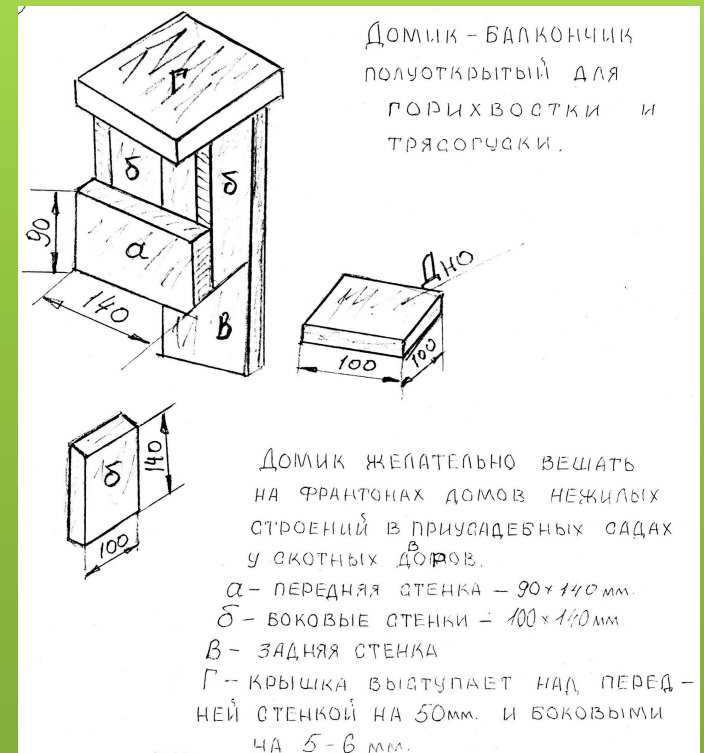 Домик-балкончик
полуоткрытый для
горихвостки и
трясогуски.
Г
б
б
а
В
90
140
Дно
100
100
б
140
100
Домик желательно вешать
на франтонах домов нежилых
строений в приусадебных садах
у скотных дворов.
а - передняя стенка - 90×140 мм.
б - боковые стенки - 100×140 мм
В - задняя стенка
Г - крышка выступает над перед-
ней стенкой на 50мм. и боковыми
на 5-6 мм.